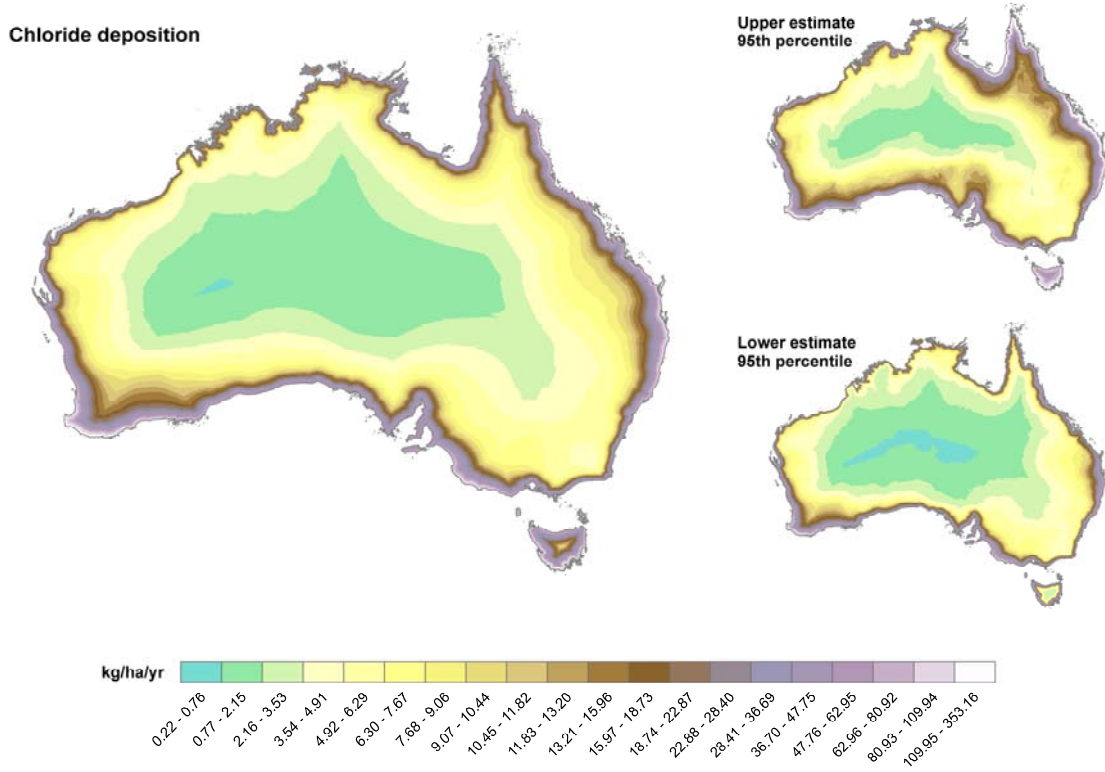 Chloride deposition
Upper estimate
95th percentile
Lower estimate
95th percentile
kg/ha/yr
0.22 - 0.76
0.77 - 2.15
2.16 - 3.53
3.54 - 4.91
4.92 - 6.29
6.30 - 7.67
7.68 - 9.06
9.07 - 10.44
10.45 - 11.82
11.83 - 13.20
13.21 - 15.96
15.97 - 18.73
18.74 - 22.87
22.88 - 28.40
28.41 - 36.69
36.70 - 47.75
47.76 - 62.95
62.96 - 80.92
80.93 - 109.94
109.95 - 353.16